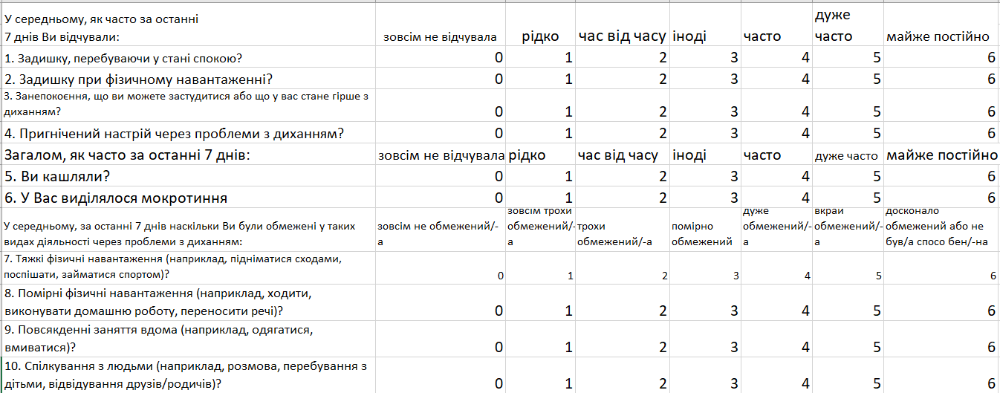 У середньому, як часто за останні
7 днів Ви відчували: зовсім не відчувала рідко час від часу іноді часто дуже часто майже постійно
1. Задишку, перебуваючи у стані спокою? 0 1 2 3 4 5 6
2. Задишку при фізичному навантаженні? 0 1 2 3 4 5 6
3. Занепокоєння, що ви можете застудитися або що у вас стане гірше з
диханням? 0 1 2 3 4 5 6
4. Пригнічений настрій через проблеми з диханням? 0 1 2 3 4 5 6
Загалом, як часто за останні 7 днів: зовсім не відчувала рідко час від часу іноді часто дуже часто майже постійно
5. Ви кашляли? 0 1 2 3 4 5 6
6. У Вас виділялося мокротиння 0 1 2 3 4 5 6
У середньому, за останні 7 днів наскільки Ви були обмежені у таких
видах діяльності через проблеми з диханням: зовсім не обмежений/-а зовсім трохи обмежений/-а трохи обмежений/-а помірно обмежений дуже обмежений/-а вкрай обмежений/-а досконало обмежений або не був/а спосо бен/-на
7. Тяжкі фізичні навантаження (наприклад, підніматися сходами,
поспішати, займатися спортом)? 0 1 2 3 4 5 6
8. Помірні фізичні навантаження (наприклад, ходити,
виконувати домашню роботу, переносити речі)? 0 1 2 3 4 5 6
9. Повсякденні заняття вдома (наприклад, одягатися,
вмиватися)? 0 1 2 3 4 5 6
10. Спілкування з людьми (наприклад, розмова, перебування з
дітьми, відвідування друзів/родичів)? 0 1 2 3 4 5 6